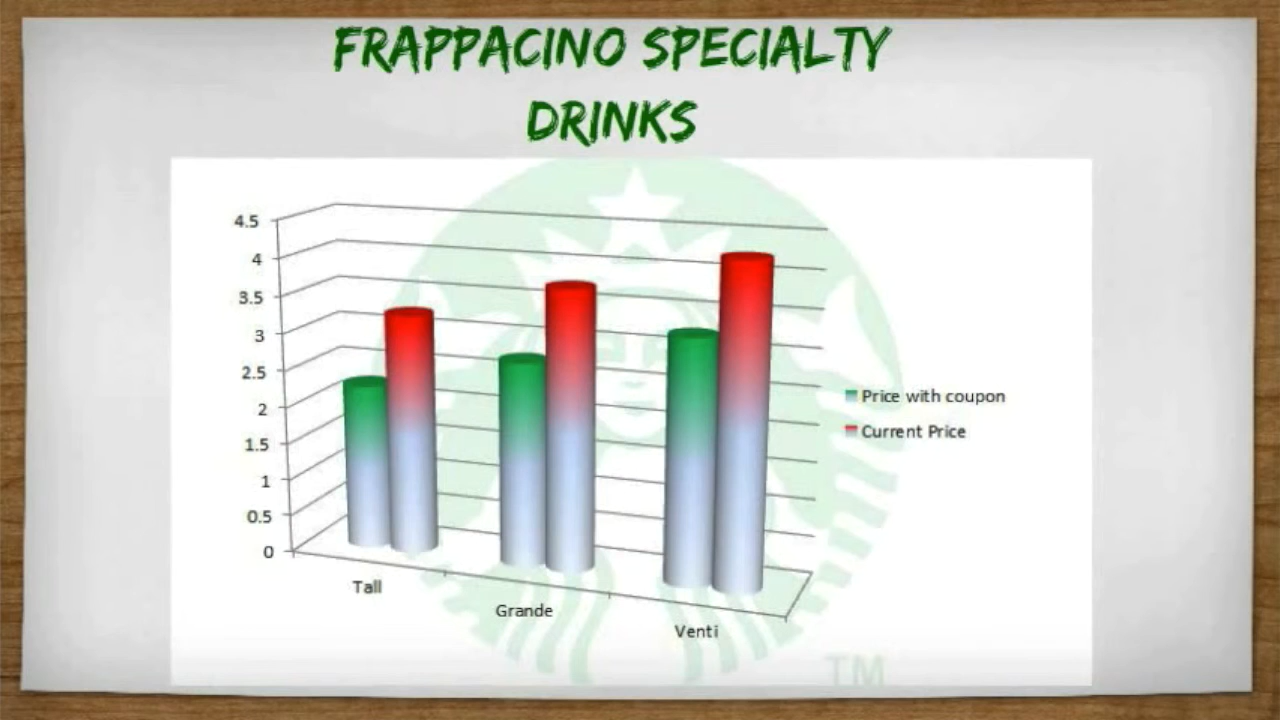 FRAPPACINO SPECIALTY
DRINKS
4.5
4
3.5
3
2.5
2
1.5
1
0.5
0
Tall
Grande
Venti
Price with coupon
Current Price
TM